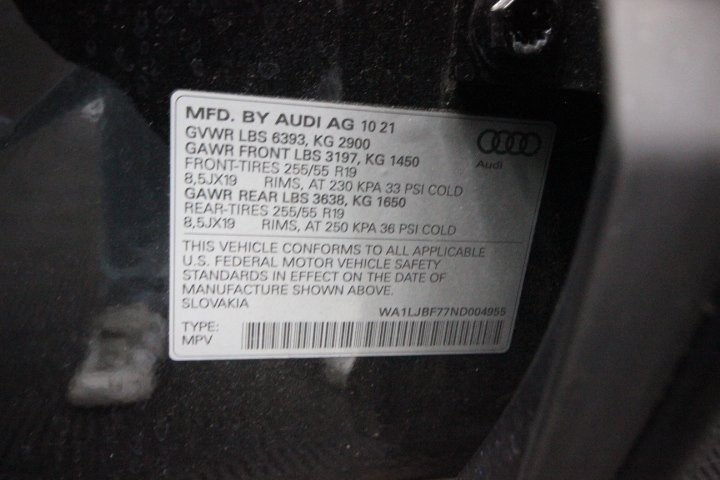 MFD. BY AUDI AG 10 21
GVWR LBS 6393, KG 2900
GAWR FRONT LBS 3197, KG 1450
FRONT-TIRES 255/55 R19
8,5JX19 RIMS, AT 230 KPA 33 PSI COLD
GAWR REAR LBS 3638, KG 1650
REAR-TIRES 255/55 R19
8,5JX19 RIMS, AT 250 KPA 36 PSI COLD
Audi
THIS VEHICLE CONFORMS TO ALL APPLICABLE
U.S. FEDERAL MOTOR VEHICLE SAFETY
STANDARDS IN EFFECT ON THE DATE OF
MANUFACTURE SHOWN ABOVE.
SLOVAKIA
WA1LJBF77ND004955
TYPE:
MPV